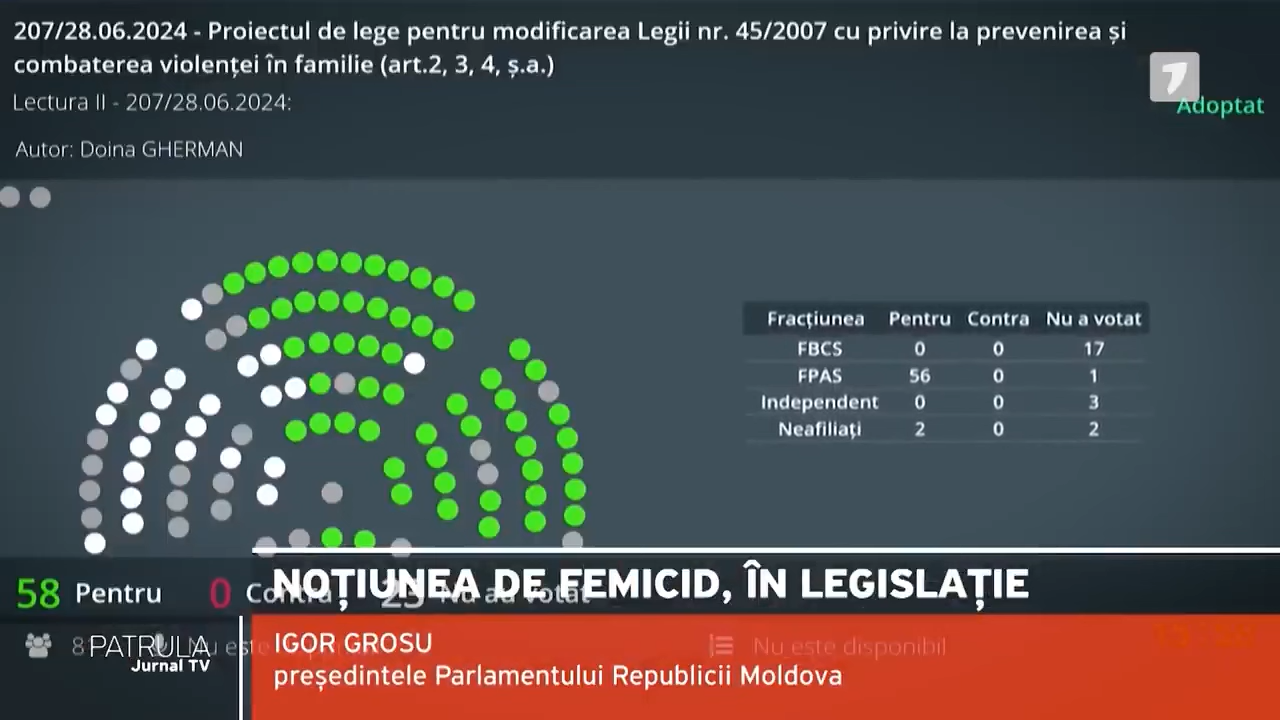 207/28.06.2024 - Proiectul de lege pentru modificarea Legii nr. 45/2007 cu privire la prevenirea și
combaterea violenței în familie (art.2, 3, 4, ș.a.)
Lectura II - 207/28.06.2024:
Adoptat
Autor: Doina GHERMAN
Fracțiunea Pentru Contra Nu a votat
FBCS 0 0 17
FPAS 56 0 1
Independent 0 0 3
Neafiliați 2 0 2
58 Pentru 0 Contra Nu au votat
NOȚIUNEA DE FEMICID, ÎN LEGISLAȚIE
Nu este disponibil
PATRULA
Jurnal TV
IGOR GROSU
președintele Parlamentului Republicii Moldova